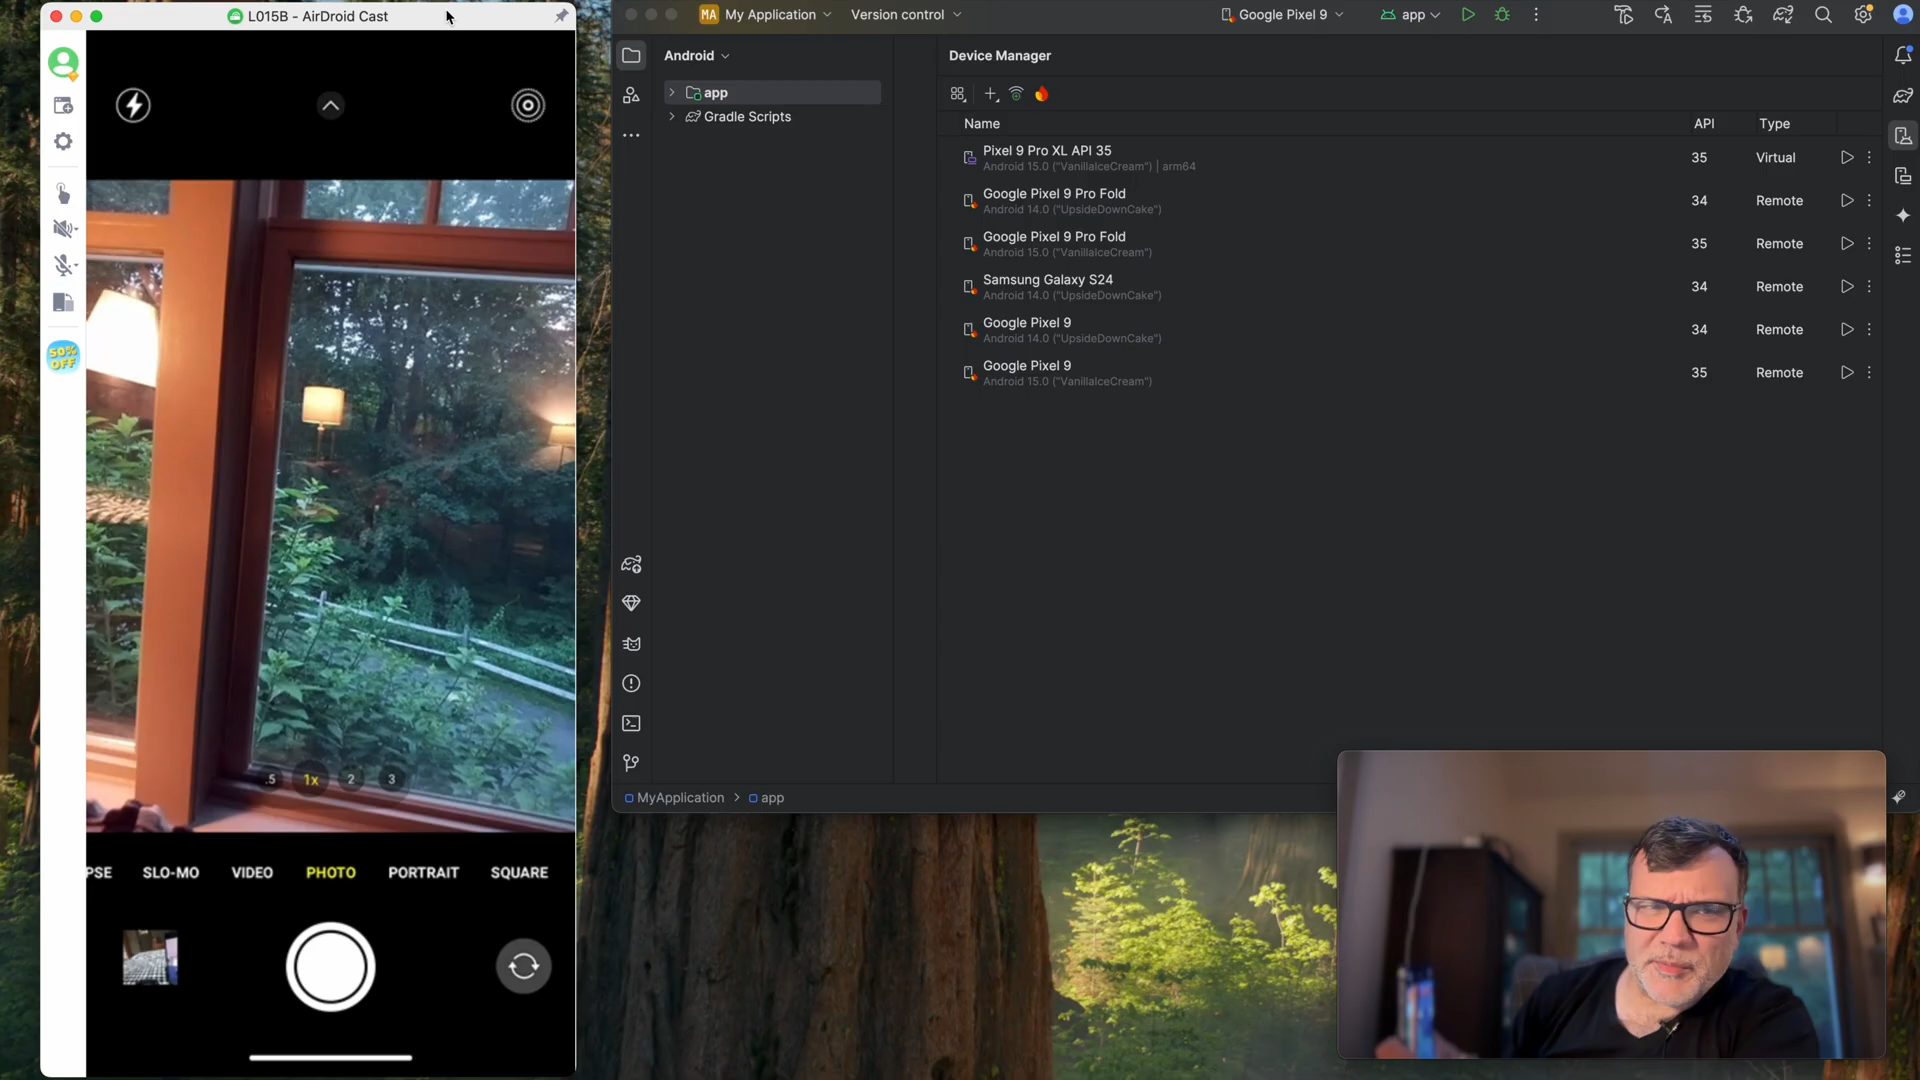 L015B - AirDroid Cast
50%
OFF
.5 1x 2 3
PSE SLO-MO VIDEO PHOTO PORTRAIT SQUARE
MA My Application Version control Google Pixel 9 app
Android
app
Gradle Scripts
Device Manager
Name API Type
Pixel 9 Pro XL API 35
Android 15.0 ("VanillaIceCream") | arm64
35 Virtual
Google Pixel 9 Pro Fold
Android 14.0 ("UpsideDownCake")
34 Remote
Google Pixel 9 Pro Fold
Android 15.0 ("VanillaIceCream")
35 Remote
Samsung Galaxy S24
Android 14.0 ("UpsideDownCake")
34 Remote
Google Pixel 9
Android 14.0 ("UpsideDownCake")
34 Remote
Google Pixel 9
Android 15.0 ("VanillaIceCream")
35 Remote
MyApplication > app